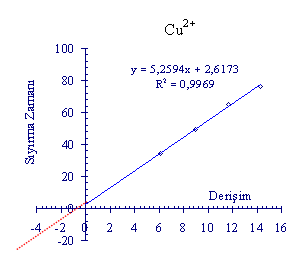 Cu2+
100
y = 5,2594x + 2,6173
R² = 0,9969
80
60
40
20
0
-20
Sıyırma Zamanı
Derişim
-4 -2 0 2 4 6 8 10 12 14 16